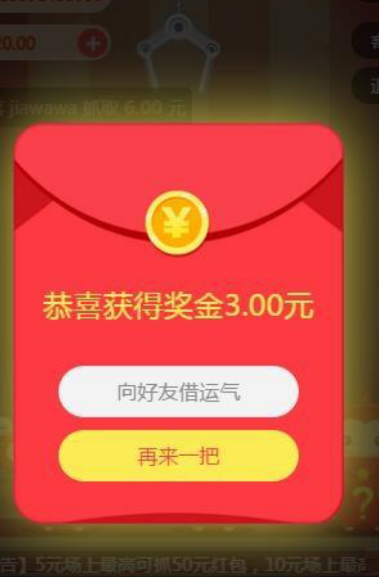 0.00
jiawawa 抓取 6.00 元
¥
恭喜获得奖金3.00元
向好友借运气
再来一把
?
告】5元场上最高可抓50元红包，10元场上最高